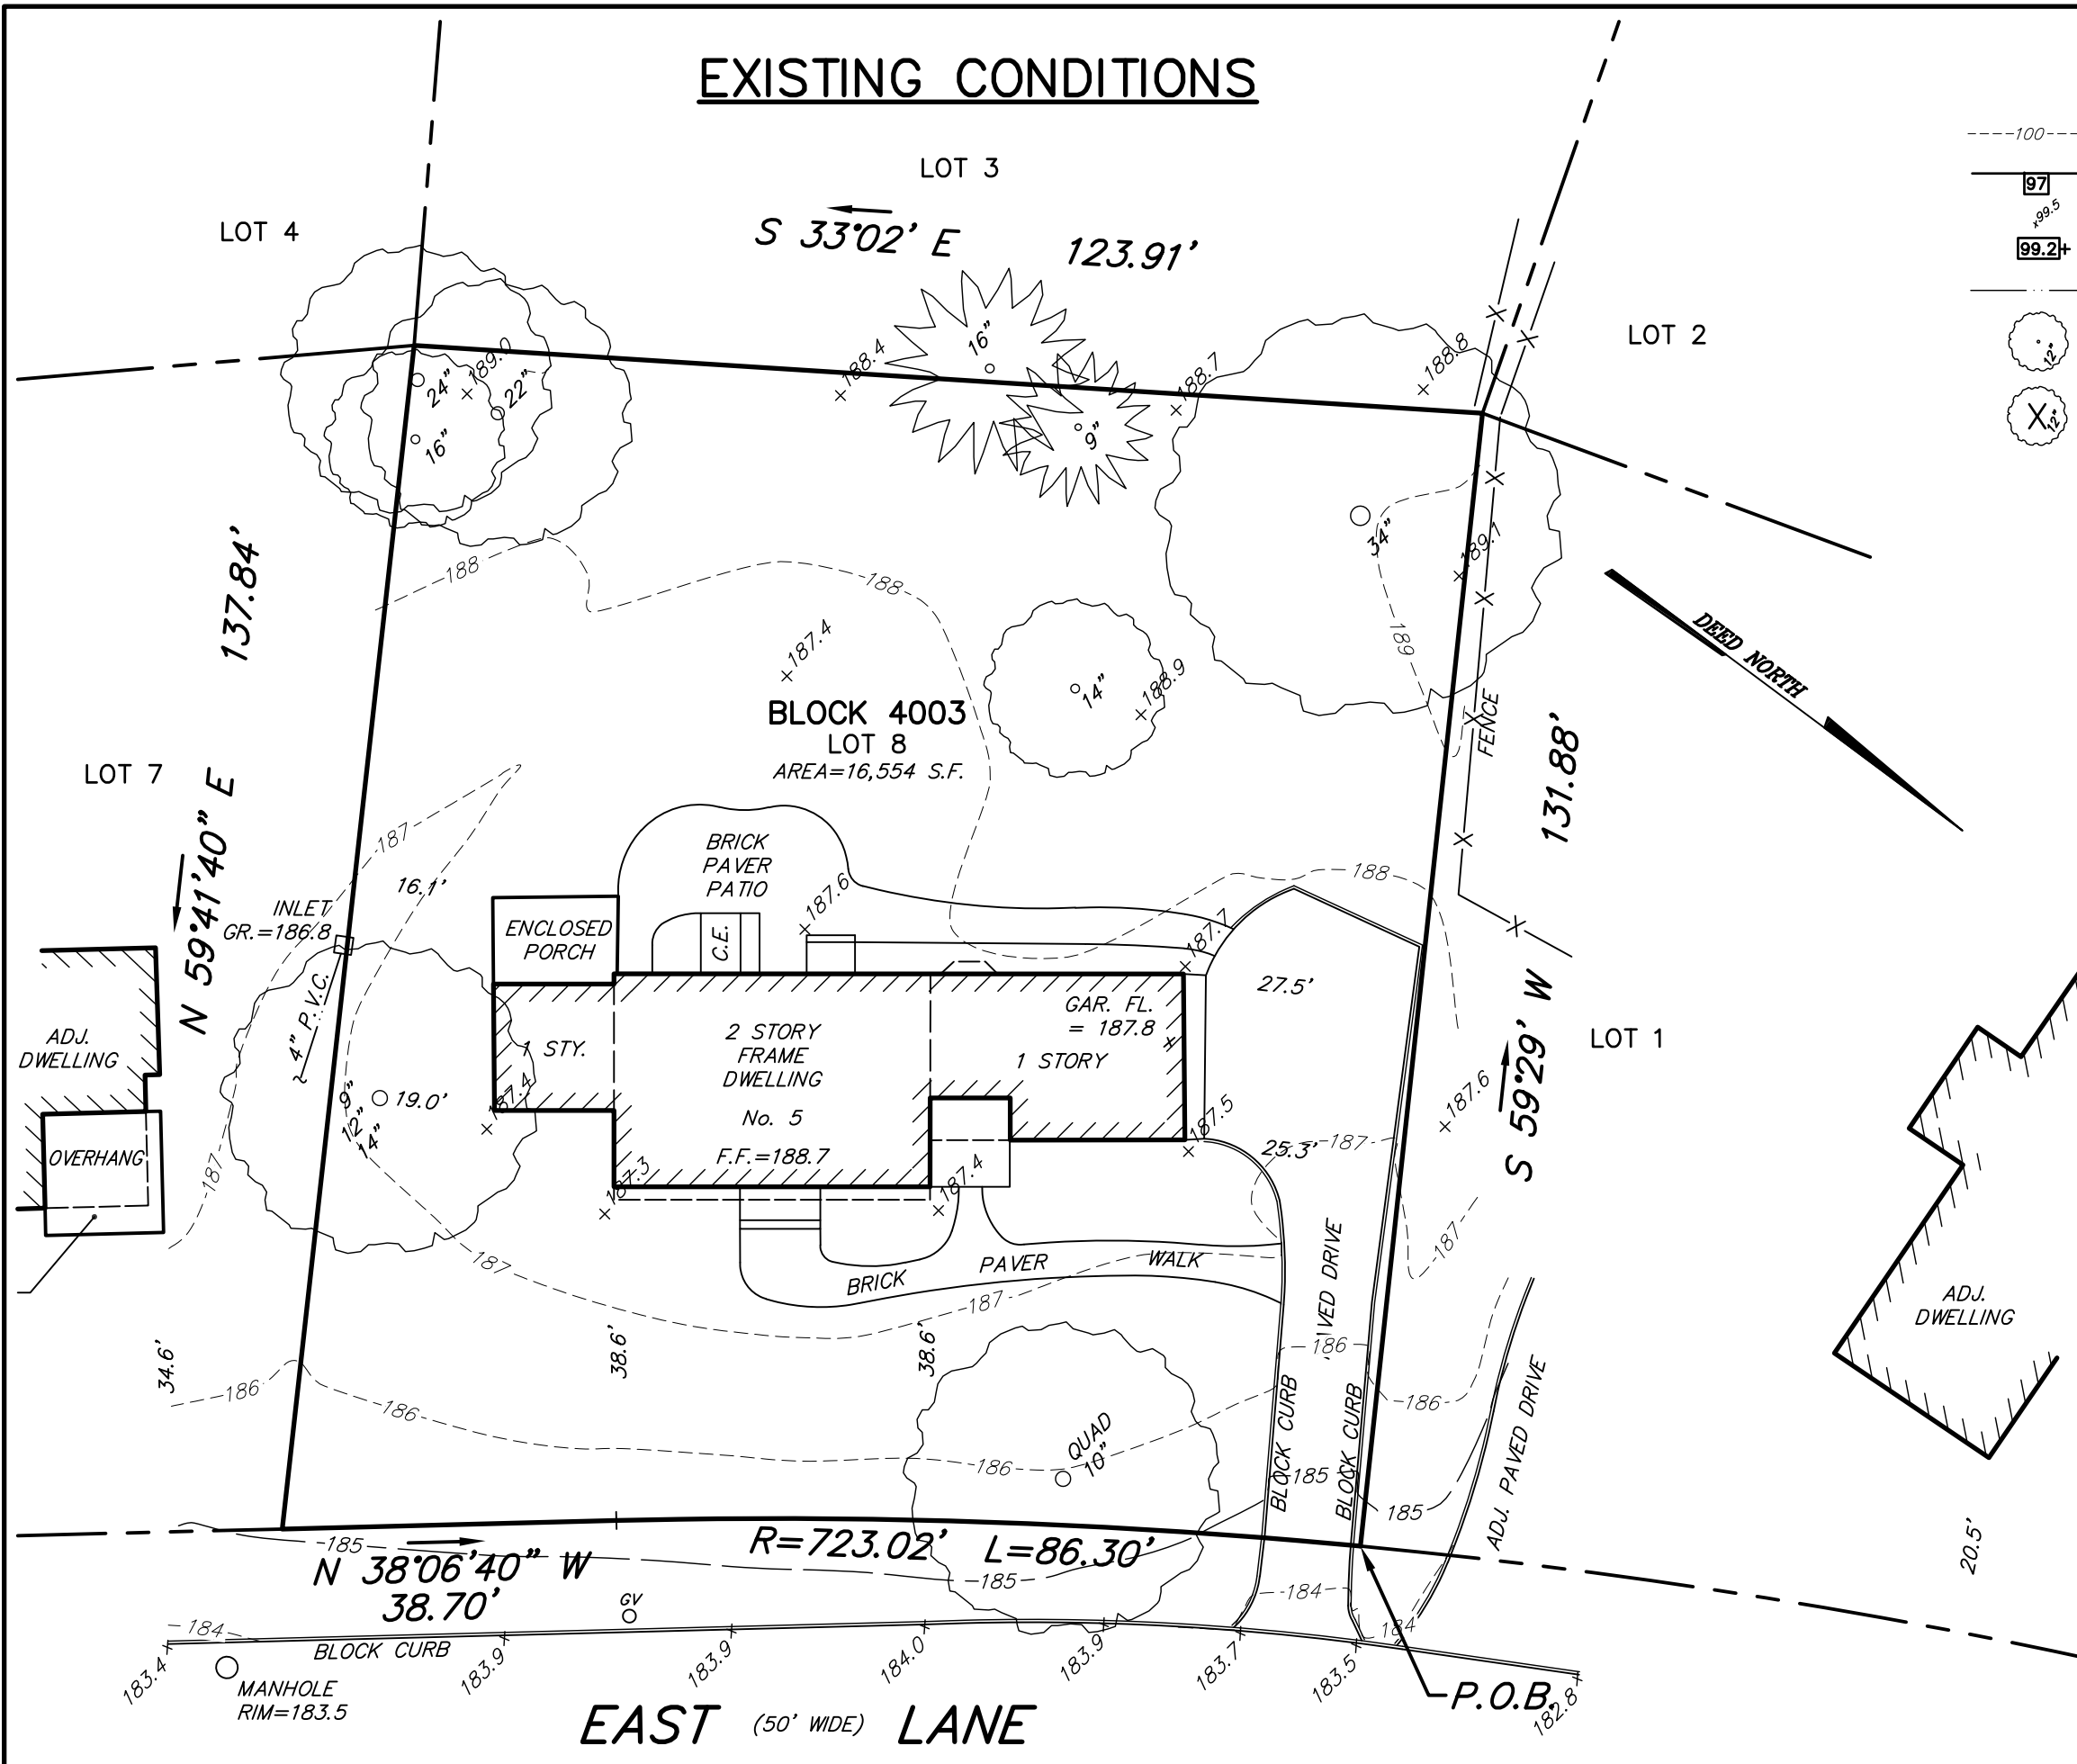 EXISTING CONDITIONS
LOT 3
LOT 4
LOT 2
S 33°02' E 123.91'
100
97
x99.5
99.2+
12"
12"
16"
9"
24"
22"
16"
×189.0
×188.4
×188.7
×188.8
34"
×189.7
137.84'
188
188
189
×187.4
14"
×188.9
BLOCK 4003
LOT 8
AREA=16,554 S.F.
DEED NORTH
FENCE
131.88'
LOT 7
N 59°41'40" E
187
16.1'
INLET
GR.=186.8
4" P.V.C.
BRICK
PAVER
PATIO
×187.6
188
ENCLOSED
PORCH
C.E.
×187.7
27.5'
S 59°29' W
LOT 1
ADJ.
DWELLING
OVERHANG
1 STY.
2 STORY
FRAME
DWELLING
No. 5
F.F.=188.7
GAR. FL.
= 187.8
1 STORY
9"
12"
14"
19.0'
×187.4
×187.3
×187.4
×187.5
×187.6
25.3'
187
187
187
187
187
BRICK PAVER WALK
IVED DRIVE
34.6'
38.6'
38.6'
186
186
186
186
186
QUAD
10"
BLOCK CURB
BLOCK CURB
185
185
ADJ. PAVED DRIVE
ADJ.
DWELLING
20.5'
185
185
N 38°06'40" W
38.70'
R=723.02' L=86.30'
GV
184
184
184
BLOCK CURB
183.4
183.9
183.9
184.0
183.9
183.7
183.5
182.8
MANHOLE
RIM=183.5
EAST (50' WIDE) LANE
P.O.B.